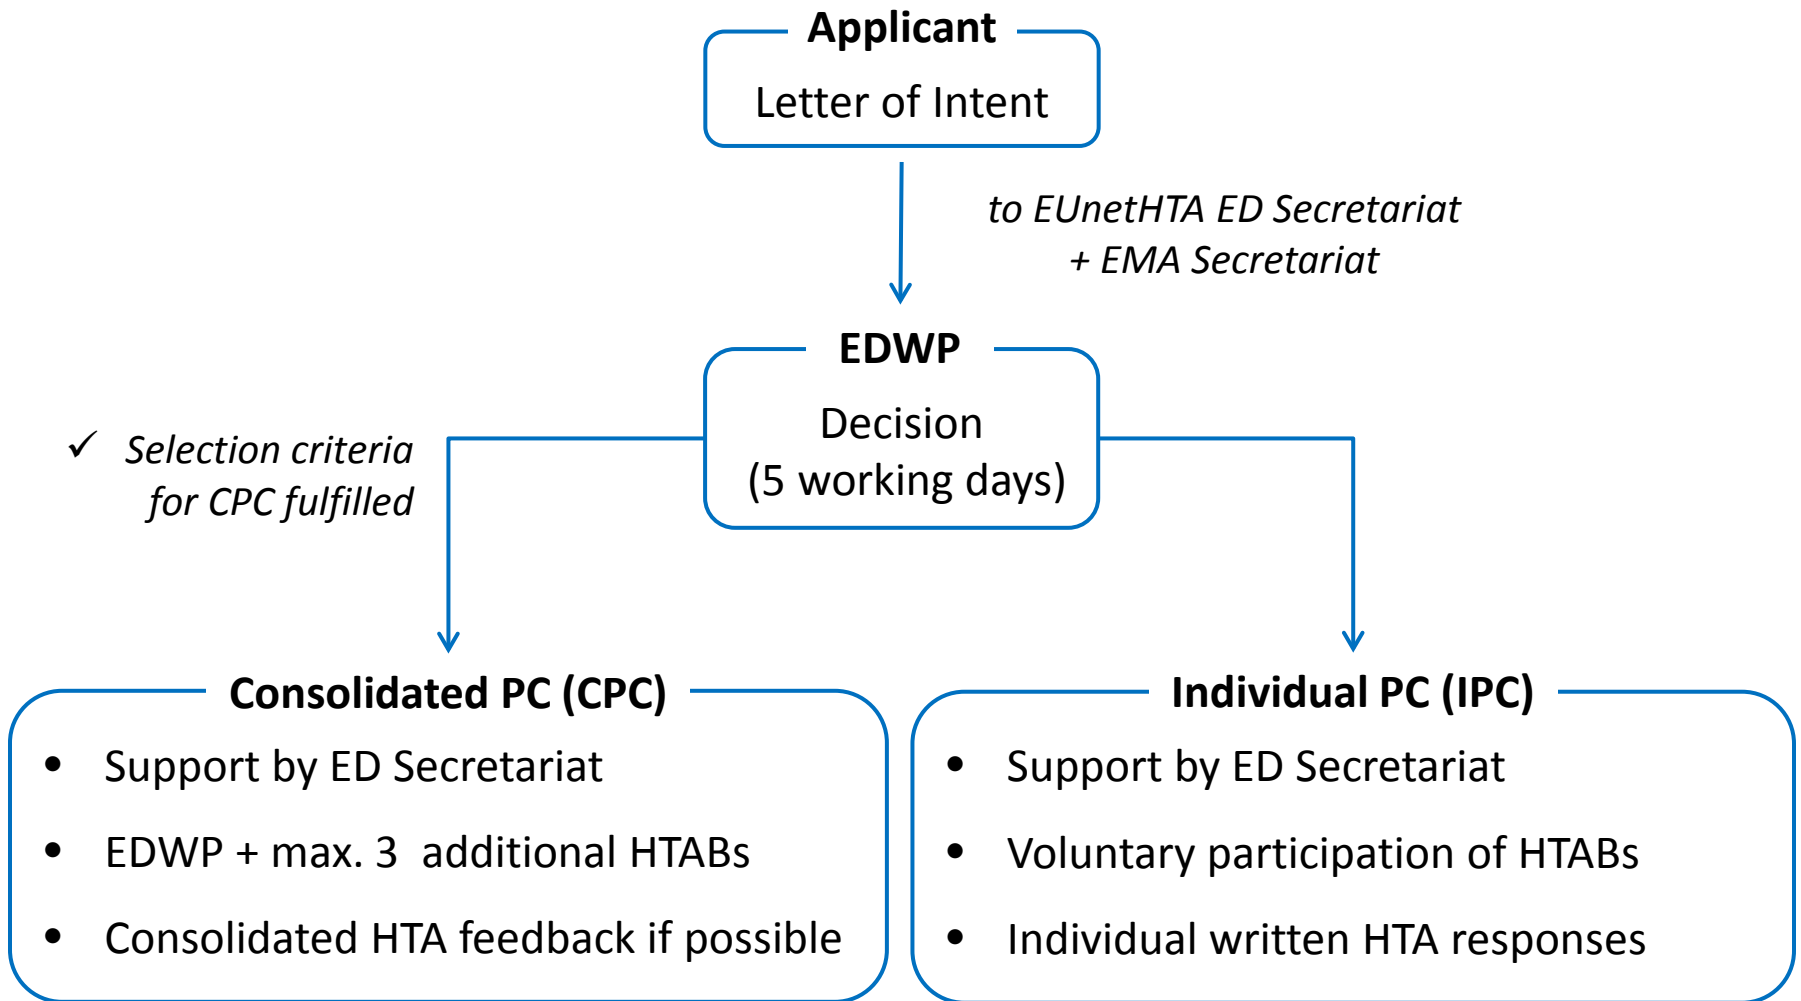 Applicant
Letter of Intent
to EUnetHTA ED Secretariat
+ EMA Secretariat
EDWP
Decision
(5 working days)
✓ Selection criteria
for CPC fulfilled
Consolidated PC (CPC)
• Support by ED Secretariat
• EDWP + max. 3 additional HTABs
• Consolidated HTA feedback if possible
Individual PC (IPC)
• Support by ED Secretariat
• Voluntary participation of HTABs
• Individual written HTA responses